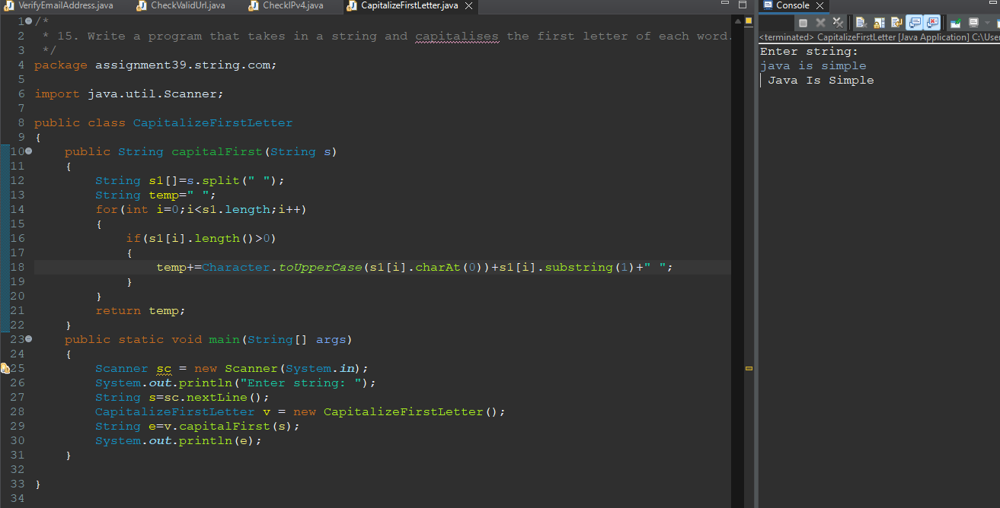 VerifyEmailAddress.java CheckValidUrl.java CheckIPv4.java CapitalizeFirstLetter.java
1 /*
2 * 15. Write a program that takes in a string and capitalises the first letter of each word.
3 */
4 package assignment39.string.com;
5
6 import java.util.Scanner;
7
8 public class CapitalizeFirstLetter
9 {
10 public String capitalFirst(String s)
11 {
12 String s1[]=s.split(" ");
13 String temp=" ";
14 for(int i=0;i<s1.length;i++)
15 {
16 if(s1[i].length()>0)
17 {
18 temp+=Character.toUpperCase(s1[i].charAt(0))+s1[i].substring(1)+" ";
19 }
20 }
21 return temp;
22 }
23 public static void main(String[] args)
24 {
25 Scanner sc = new Scanner(System.in);
26 System.out.println("Enter string: ");
27 String s=sc.nextLine();
28 CapitalizeFirstLetter v = new CapitalizeFirstLetter();
29 String e=v.capitalFirst(s);
30 System.out.println(e);
31 }
32
33 }
34
Console
<terminated> CapitalizeFirstLetter [Java Application] C:\User
Enter string:
java is simple
Java Is Simple